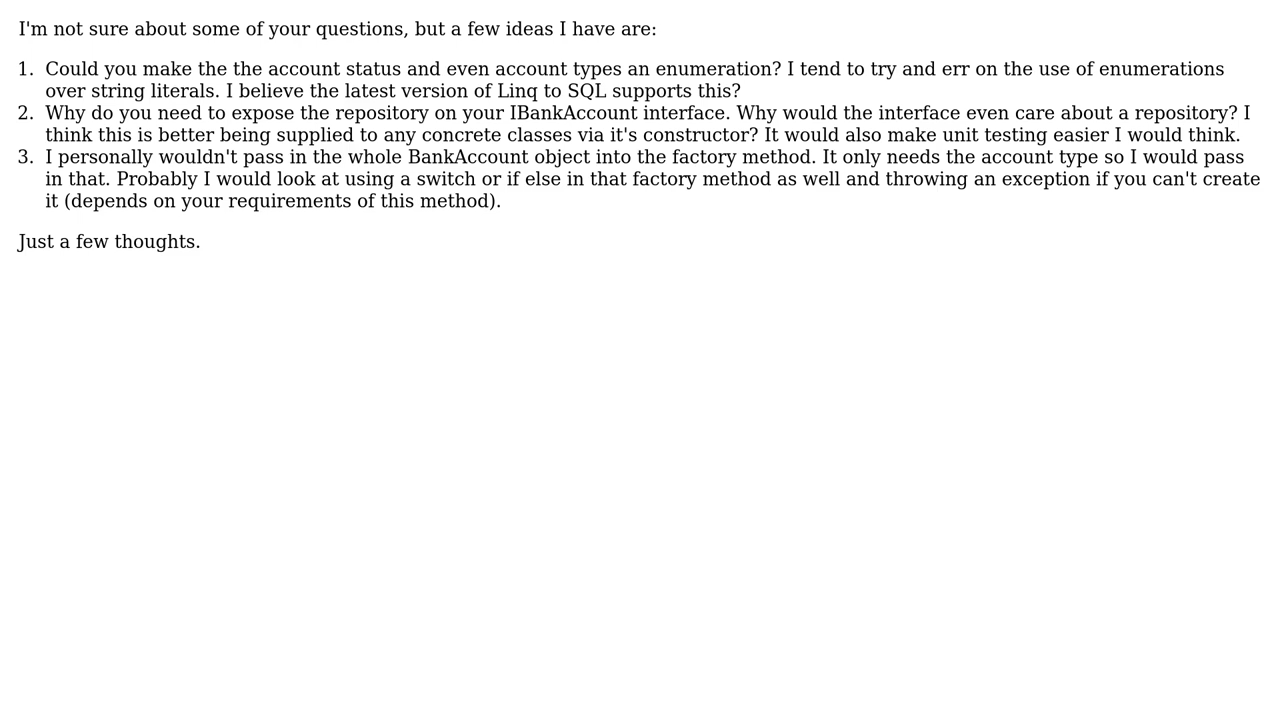 I'm not sure about some of your questions, but a few ideas I have are:
1. Could you make the the account status and even account types an enumeration? I tend to try and err on the use of enumerations
over string literals. I believe the latest version of Linq to SQL supports this?
2. Why do you need to expose the repository on your IBankAccount interface. Why would the interface even care about a repository? I
think this is better being supplied to any concrete classes via it's constructor? It would also make unit testing easier I would think.
3. I personally wouldn't pass in the whole BankAccount object into the factory method. It only needs the account type so I would pass
in that. Probably I would look at using a switch or if else in that factory method as well and throwing an exception if you can't create
it (depends on your requirements of this method).
Just a few thoughts.